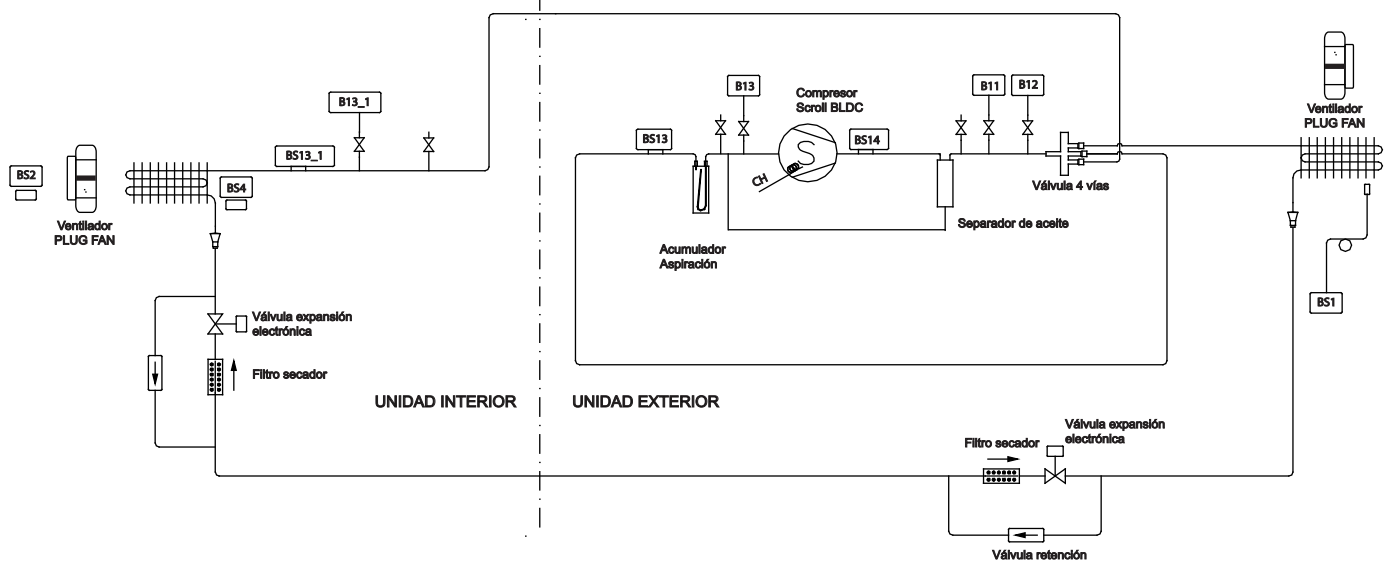 B13_1
BS13_1
BS2
BS4
Ventilador
PLUG FAN
Válvula expansión
electrónica
Filtro secador
UNIDAD INTERIOR
UNIDAD EXTERIOR
BS13
B13
Compresor
Scroll BLDC
S
CH
BS14
B11
B12
Válvula 4 vías
Separador de aceite
Acumulador
Aspiración
Ventilador
PLUG FAN
BS1
Filtro secador
Válvula expansión
electrónica
Válvula retención